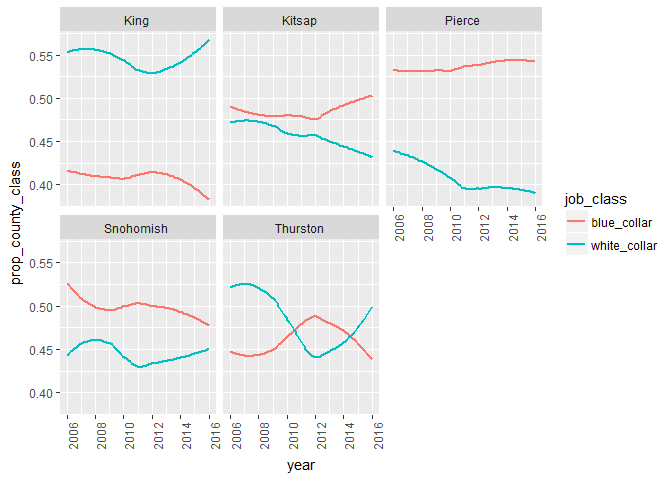 King Kitsap Pierce
0.55
0.50
0.45
0.40
2006 2008 2010 2012 2014 2016
Snohomish Thurston
0.55
0.50
0.45
0.40
2006 2008 2010 2012 2014 2016 2006 2008 2010 2012 2014 2016
year
prop_county_class
job_class
blue_collar
white_collar